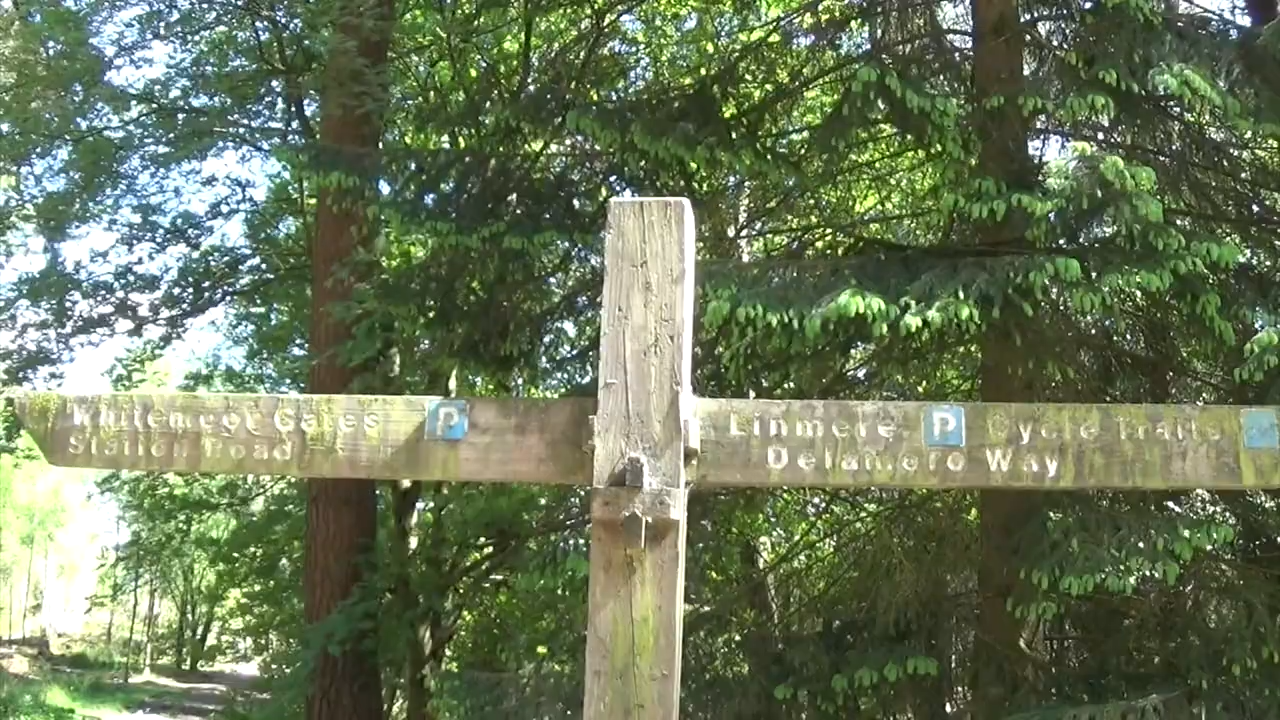 Whitemoor Gates P
Station Road
Linmere P Cycle Trails
Delamere Way